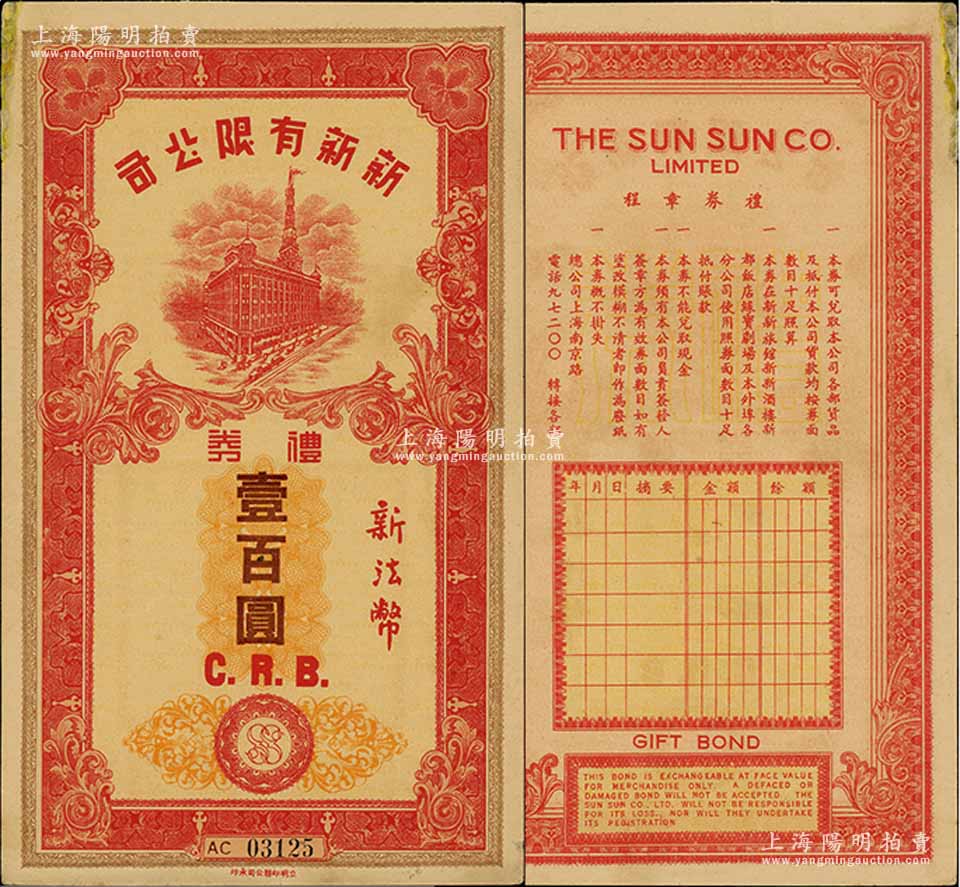 上海陽明拍賣
www.yangmingauction.com
新新有限公司
禮券
壹百圓
新法幣
C. R. B.
SS
AC 03125
THE SUN SUN CO.
LIMITED
禮券章程
一 本券可兌取本公司各部貨品
及抵付本公司貨款均按券面
數目十足照算
一 本券在新新旅館新新酒樓新
都飯店綠寶劇場及本外埠各
分公司使用照券面數目十足
抵付賬款
一 本券不能兌取現金
一 本券須有本公司負責簽發人
簽章方為有效券面數目如有
塗改模糊不清者即作為廢紙
一 本券概不掛失
總公司上海南京路
電話九七二〇〇 轉接各
年 月 日 摘要 金額 餘額
GIFT BOND
THIS BOND IS EXCHANGEABLE AT FACE VALUE
FOR MERCHANDISE ONLY. A DEFACED OR
DAMAGED BOND WILL NOT BE ACCEPTED. THE
SUN SUN CO., LTD. WILL NOT BE RESPONSIBLE
FOR ITS LOSS, NOR WILL THEY UNDERTAKE
ITS REGISTRATION
上海陽明拍賣
www.yangmingauction.com
上海陽明拍賣
www.yangmingauction.com